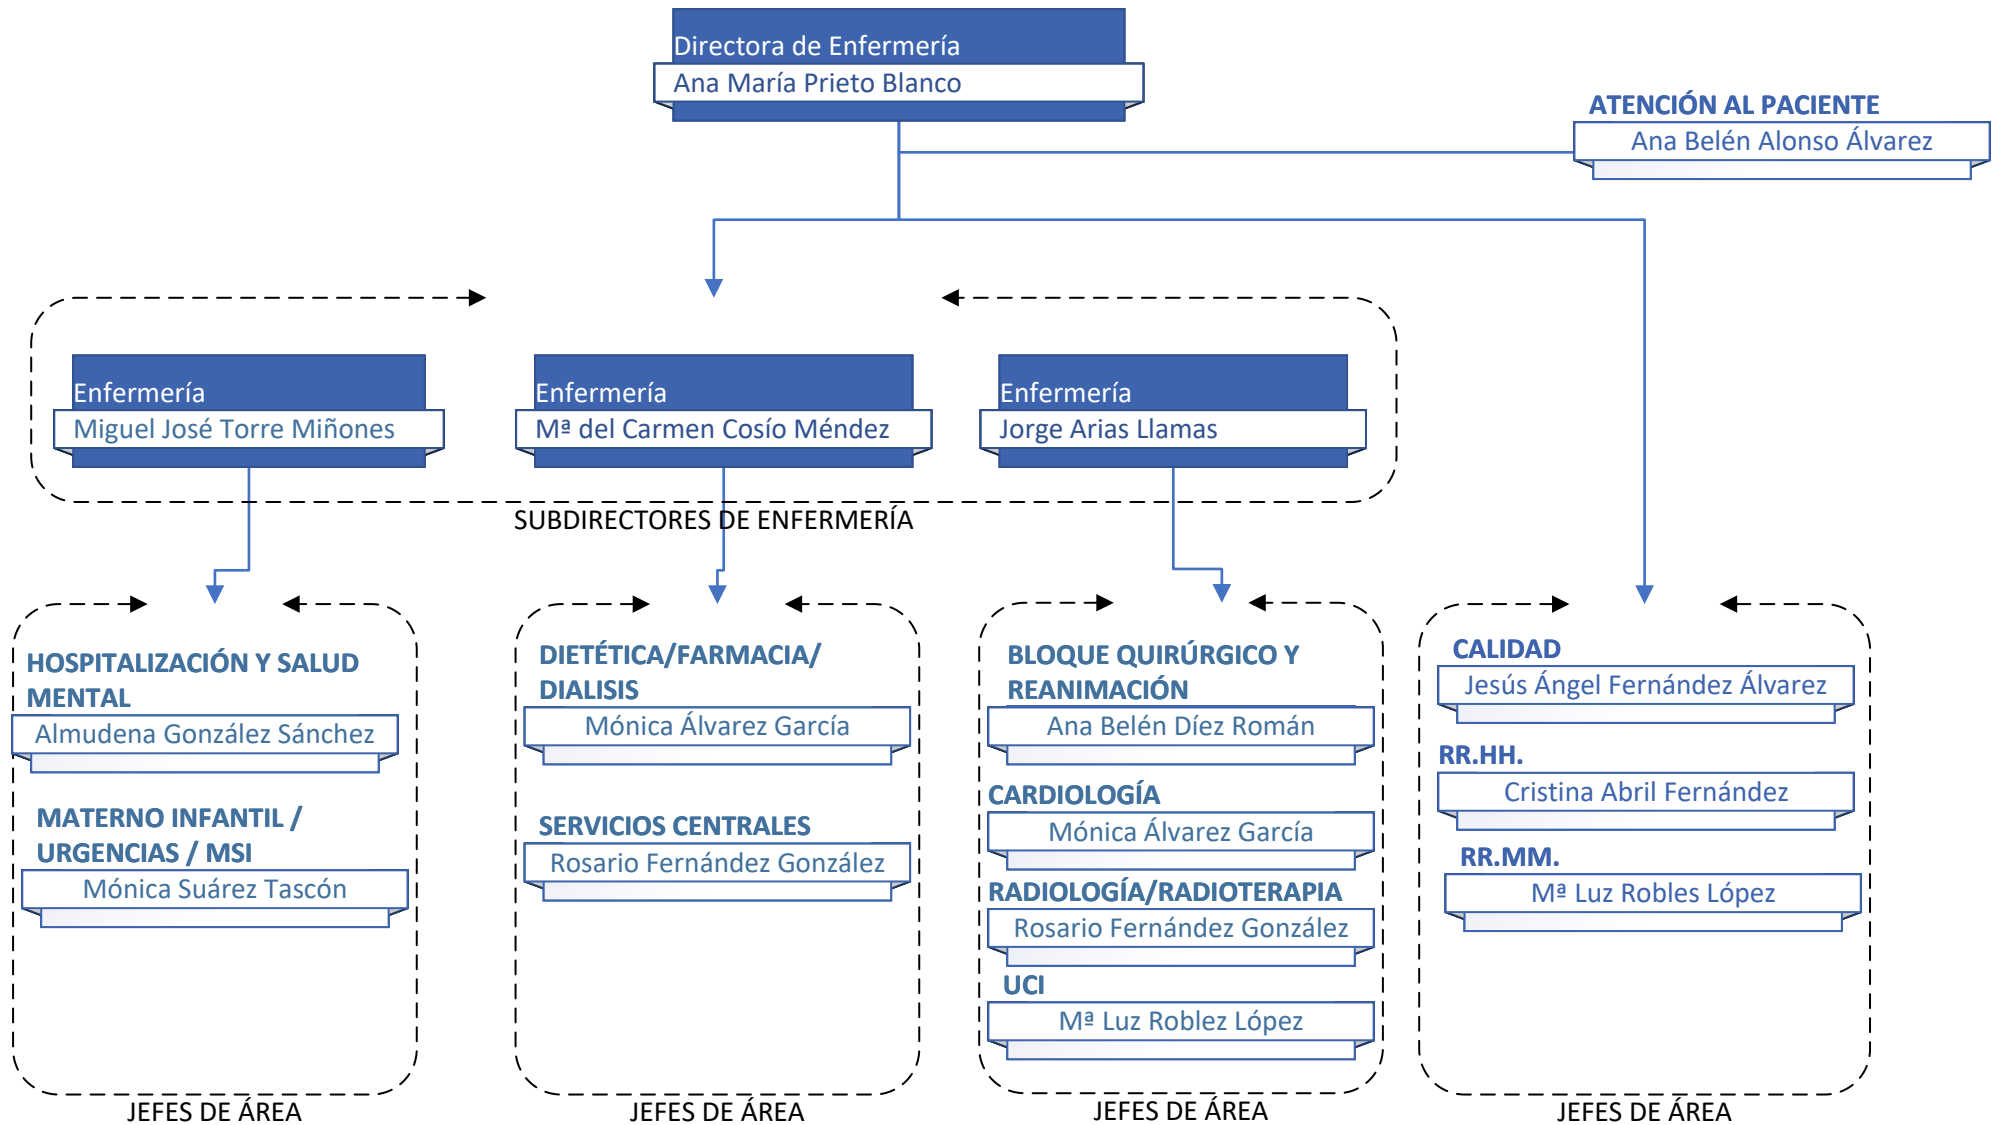 Directora de Enfermería
Ana María Prieto Blanco
ATENCIÓN AL PACIENTE
Ana Belén Alonso Álvarez
Enfermería
Miguel José Torre Miñones
Enfermería
Mª del Carmen Cosío Méndez
Enfermería
Jorge Arias Llamas
SUBDIRECTORES DE ENFERMERÍA
HOSPITALIZACIÓN Y SALUD
MENTAL
Almudena González Sánchez
MATERNO INFANTIL /
URGENCIAS / MSI
Mónica Suárez Tascón
JEFES DE ÁREA
DIETÉTICA/FARMACIA/
DIALISIS
Mónica Álvarez García
SERVICIOS CENTRALES
Rosario Fernández González
JEFES DE ÁREA
BLOQUE QUIRÚRGICO Y
REANIMACIÓN
Ana Belén Díez Román
CARDIOLOGÍA
Mónica Álvarez García
RADIOLOGÍA/RADIOTERAPIA
Rosario Fernández González
UCI
Mª Luz Roblez López
JEFES DE ÁREA
CALIDAD
Jesús Ángel Fernández Álvarez
RR.HH.
Cristina Abril Fernández
RR.MM.
Mª Luz Robles López
JEFES DE ÁREA